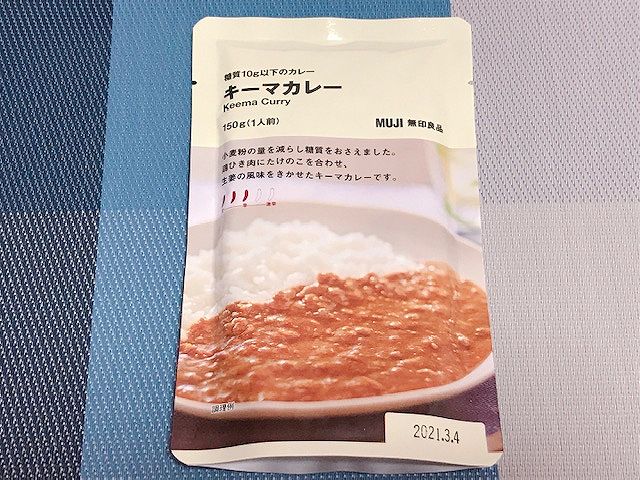 糖質10g以下のカレー
キーマカレー
Keema Curry
150g(1人前)
MUJI 無印良品
小麦粉の量を減らし糖質をおさえました。
鶏ひき肉にたけのこを合わせ、
生姜の風味をきかせたキーマカレーです。
辛
激辛
調理例
2021.3.4